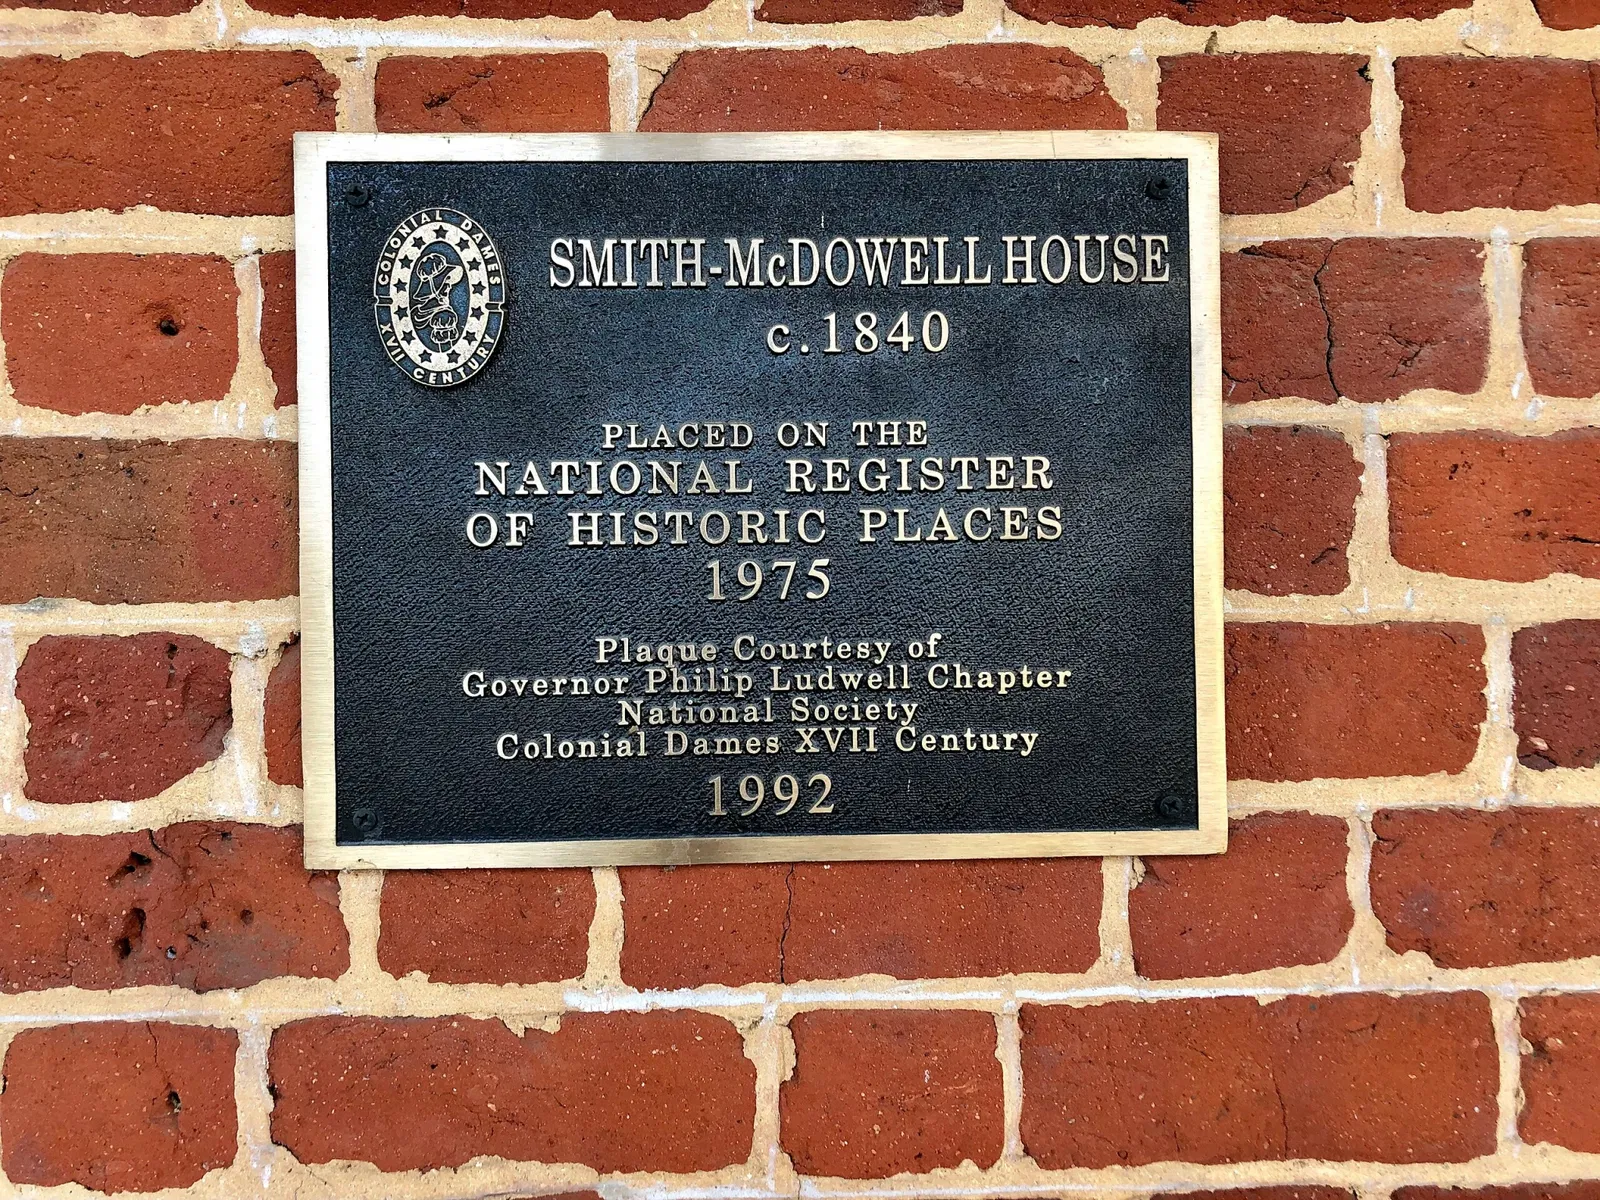 COLONIAL DAMES
XVII CENTURY
SMITH-McDOWELL HOUSE
c.1840
PLACED ON THE
NATIONAL REGISTER
OF HISTORIC PLACES
1975
Plaque Courtesy of
Governor Philip Ludwell Chapter
National Society
Colonial Dames XVII Century
1992